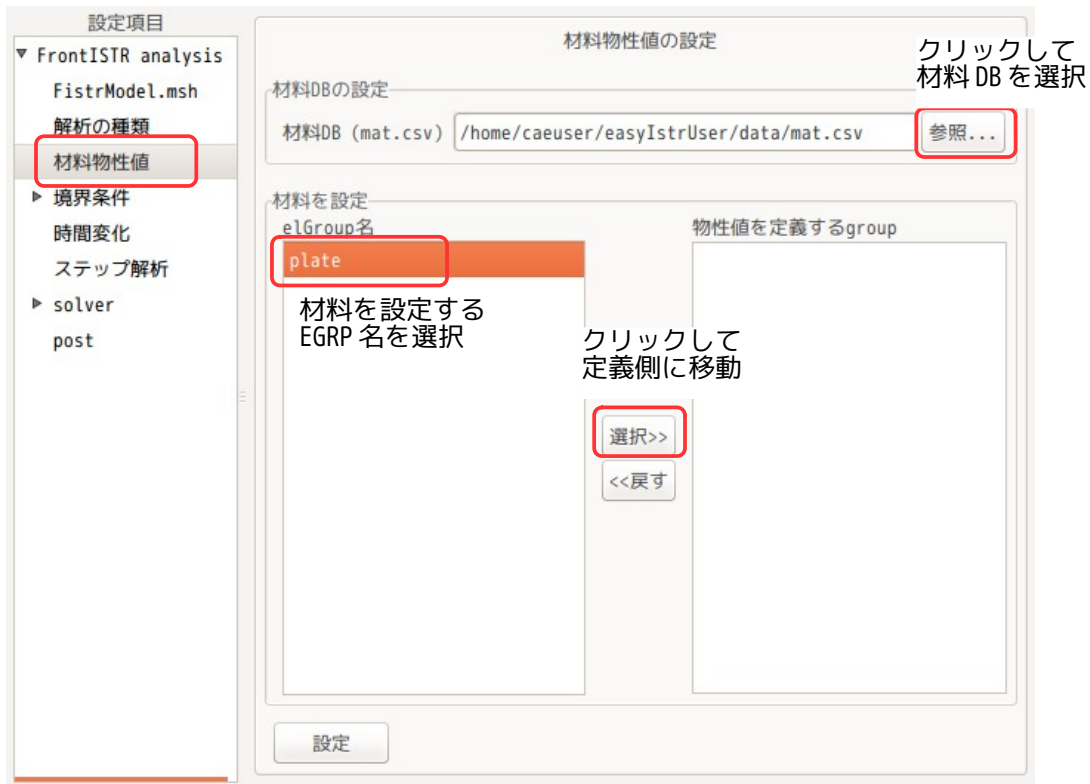 設定項目
▼ FrontISTR analysis
FistrModel.msh
解析の種類
材料物性値
▶ 境界条件
時間変化
ステップ解析
▶ solver
post
材料物性値の設定
クリックして
材料DBを選択
材料DBの設定
材料DB (mat.csv) /home/caeuser/easyIstrUser/data/mat.csv 参照...
材料を設定
elGroup名
plate
材料を設定する
EGRP名を選択
クリックして
定義側に移動
選択>>
<<戻す
物性値を定義するgroup
設定